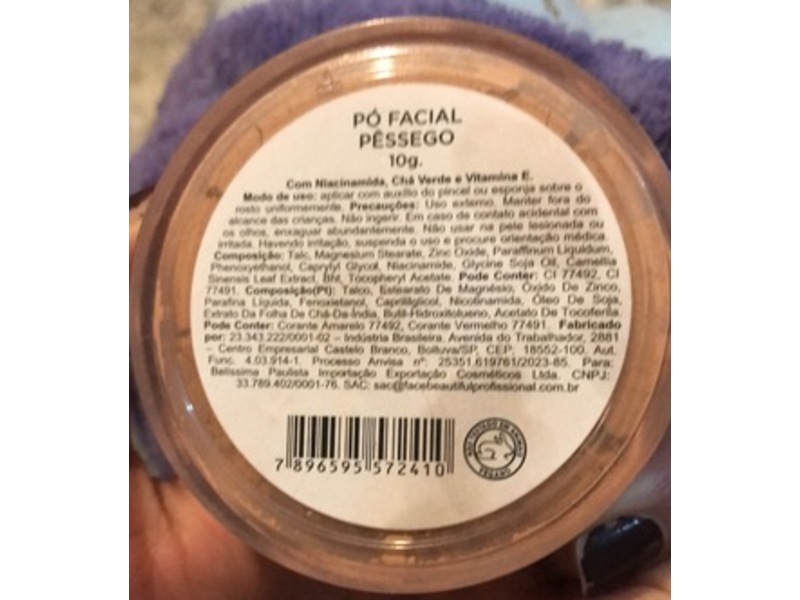 PÓ FACIAL
PÊSSEGO
10g.
Com Niacinamida, Chá Verde e Vitamina E.
Modo de uso: aplicar com auxílio do pincel ou esponja sobre o
rosto uniformemente. Precauções: Uso externo. Manter fora do
alcance das crianças. Não ingerir. Em caso de contato acidental com
os olhos, enxaguar abundantemente. Não usar na pele lesionada ou
irritada. Havendo irritação, suspenda o uso e procure orientação médica.
Composição: Talc, Magnesium Stearate, Zinc Oxide, Paraffinum Liquidum,
Phenoxyethanol, Caprylyl Glycol, Niacinamide, Glycine Soja Oil, Camellia
Sinensis Leaf Extract, Bht, Tocopheryl Acetate. Pode Conter: CI 77492, CI
77491. Composição(Pt): Talco, Estearato De Magnésio, Óxido De Zinco,
Parafina Líquida, Fenoxietanol, Caprililglicol, Nicotinamida, Óleo De Soja,
Extrato Da Folha De Chá-Da-Índia, Butil-Hidroxitolueno, Acetato De Tocoferila.
Pode Conter: Corante Amarelo 77492, Corante Vermelho 77491. Fabricado
por: 23.343.222/0001-02 – Indústria Brasileira. Avenida do Trabalhador, 2881
– Centro Empresarial Castelo Branco, Boituva/SP, CEP: 18552-100. Aut.
Func. 4.03.914-1. Processo Anvisa nº: 25351.619761/2023-85. Para:
Belíssima Paulista Importação Exportação Cosméticos Ltda. CNPJ:
33.789.402/0001-76. SAC: sac@facebeautifulprofissional.com.br
7 896595 572410
NÃO TESTADO EM ANIMAIS